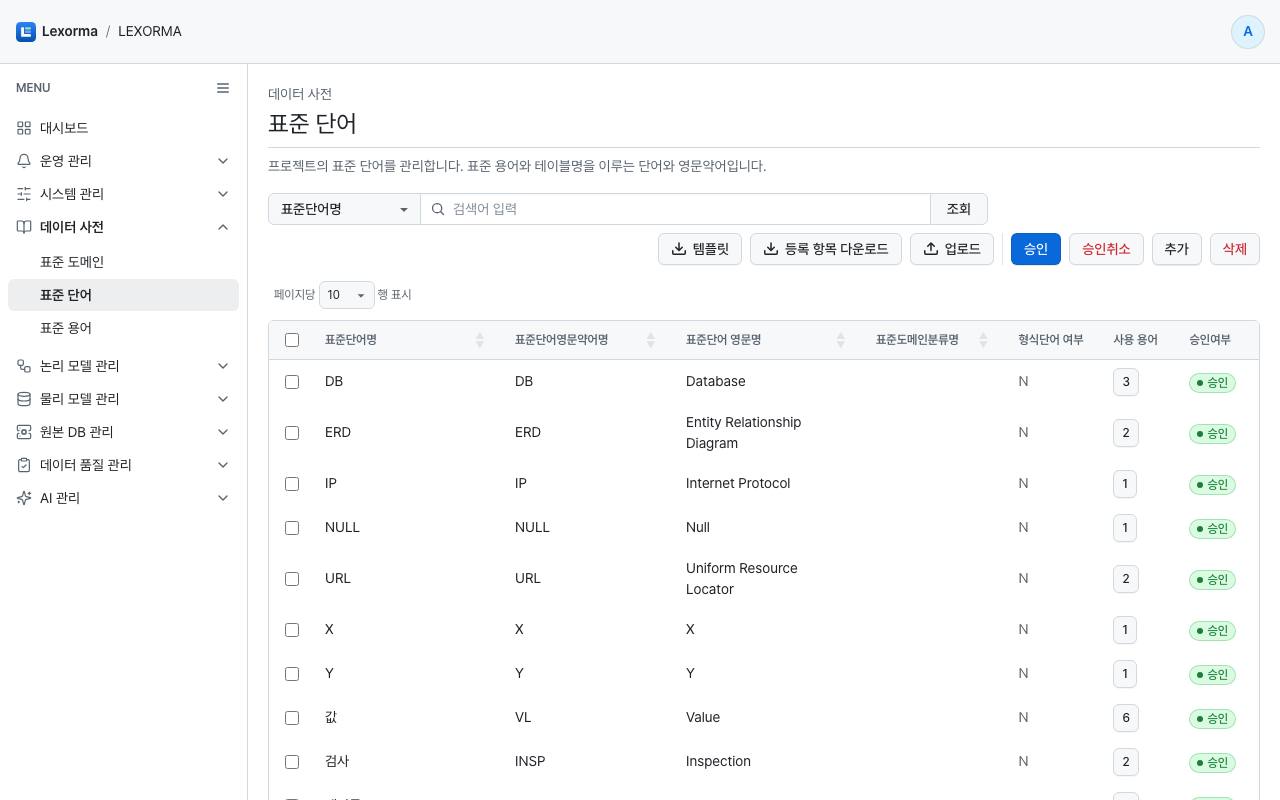 Lexorma / LEXORMA
A
MENU
대시보드
운영 관리
시스템 관리
데이터 사전
표준 도메인
표준 단어
표준 용어
논리 모델 관리
물리 모델 관리
원본 DB 관리
데이터 품질 관리
AI 관리
데이터 사전
표준 단어
프로젝트의 표준 단어를 관리합니다. 표준 용어와 테이블명을 이루는 단어와 영문약어입니다.
표준단어명 검색어 입력 조회
템플릿 등록 항목 다운로드 업로드 승인 승인취소 추가 삭제
페이지당 10 행 표시
표준단어명 표준단어영문약어명 표준단어 영문명 표준도메인분류명 형식단어 여부 사용 용어 승인여부
DB DB Database N 3 승인
ERD ERD Entity Relationship Diagram N 2 승인
IP IP Internet Protocol N 1 승인
NULL NULL Null N 1 승인
URL URL Uniform Resource Locator N 2 승인
X X X N 1 승인
Y Y Y N 1 승인
값 VL Value N 6 승인
검사 INSP Inspection N 2 승인